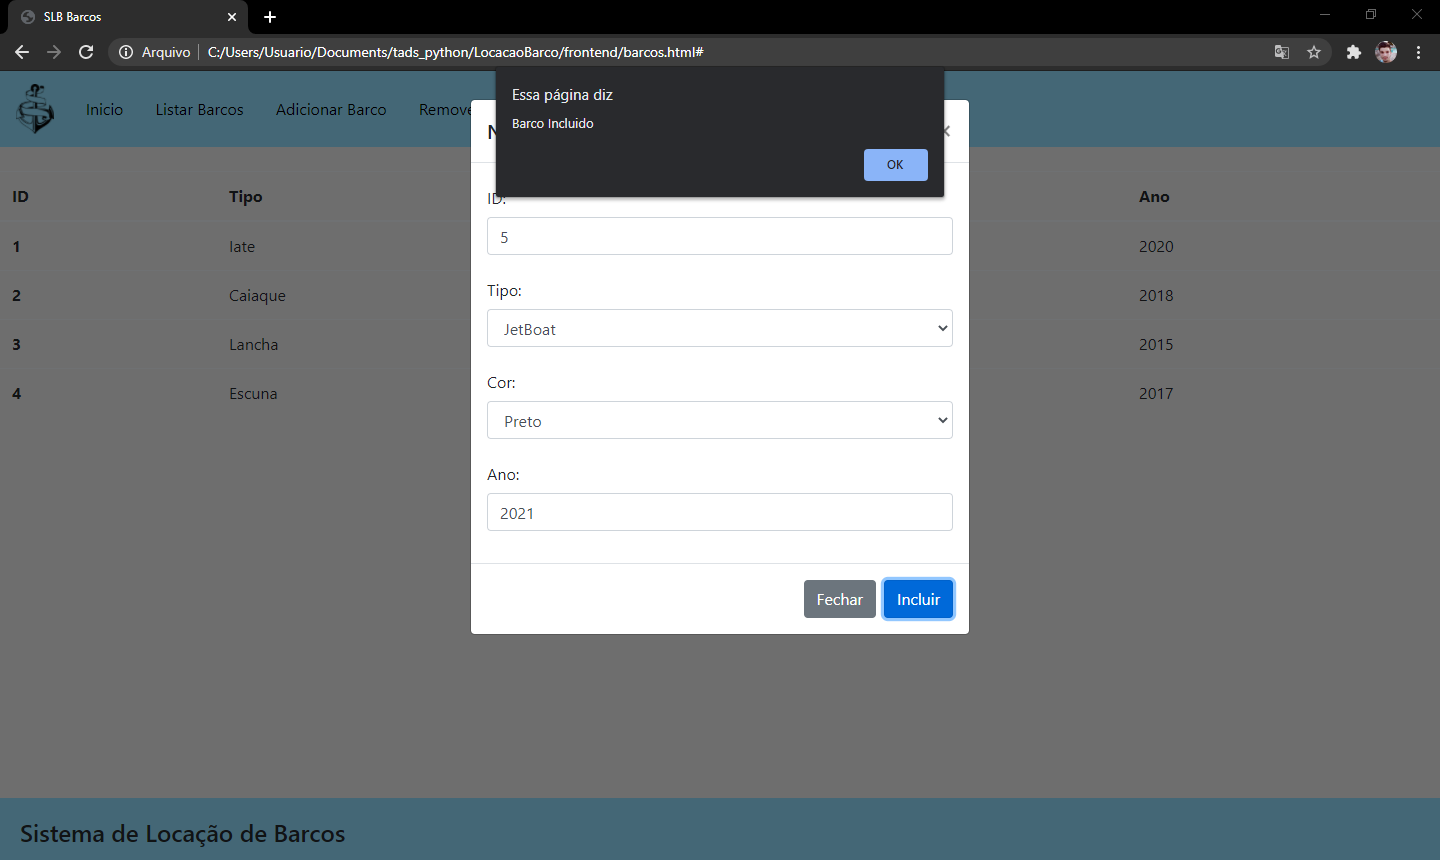 SLB Barcos
Arquivo
C:/Users/Usuario/Documents/tads_python/LocacaoBarco/frontend/barcos.html#
Essa página diz
Barco Incluido
OK
Inicio
Listar Barcos
Adicionar Barco
ID
Tipo
Ano
1
Iate
2020
2
Caiaque
2018
3
Lancha
2015
4
Escuna
2017
ID:
5
Tipo:
JetBoat
Cor:
Preto
Ano:
2021
Fechar
Incluir
Sistema de Locação de Barcos